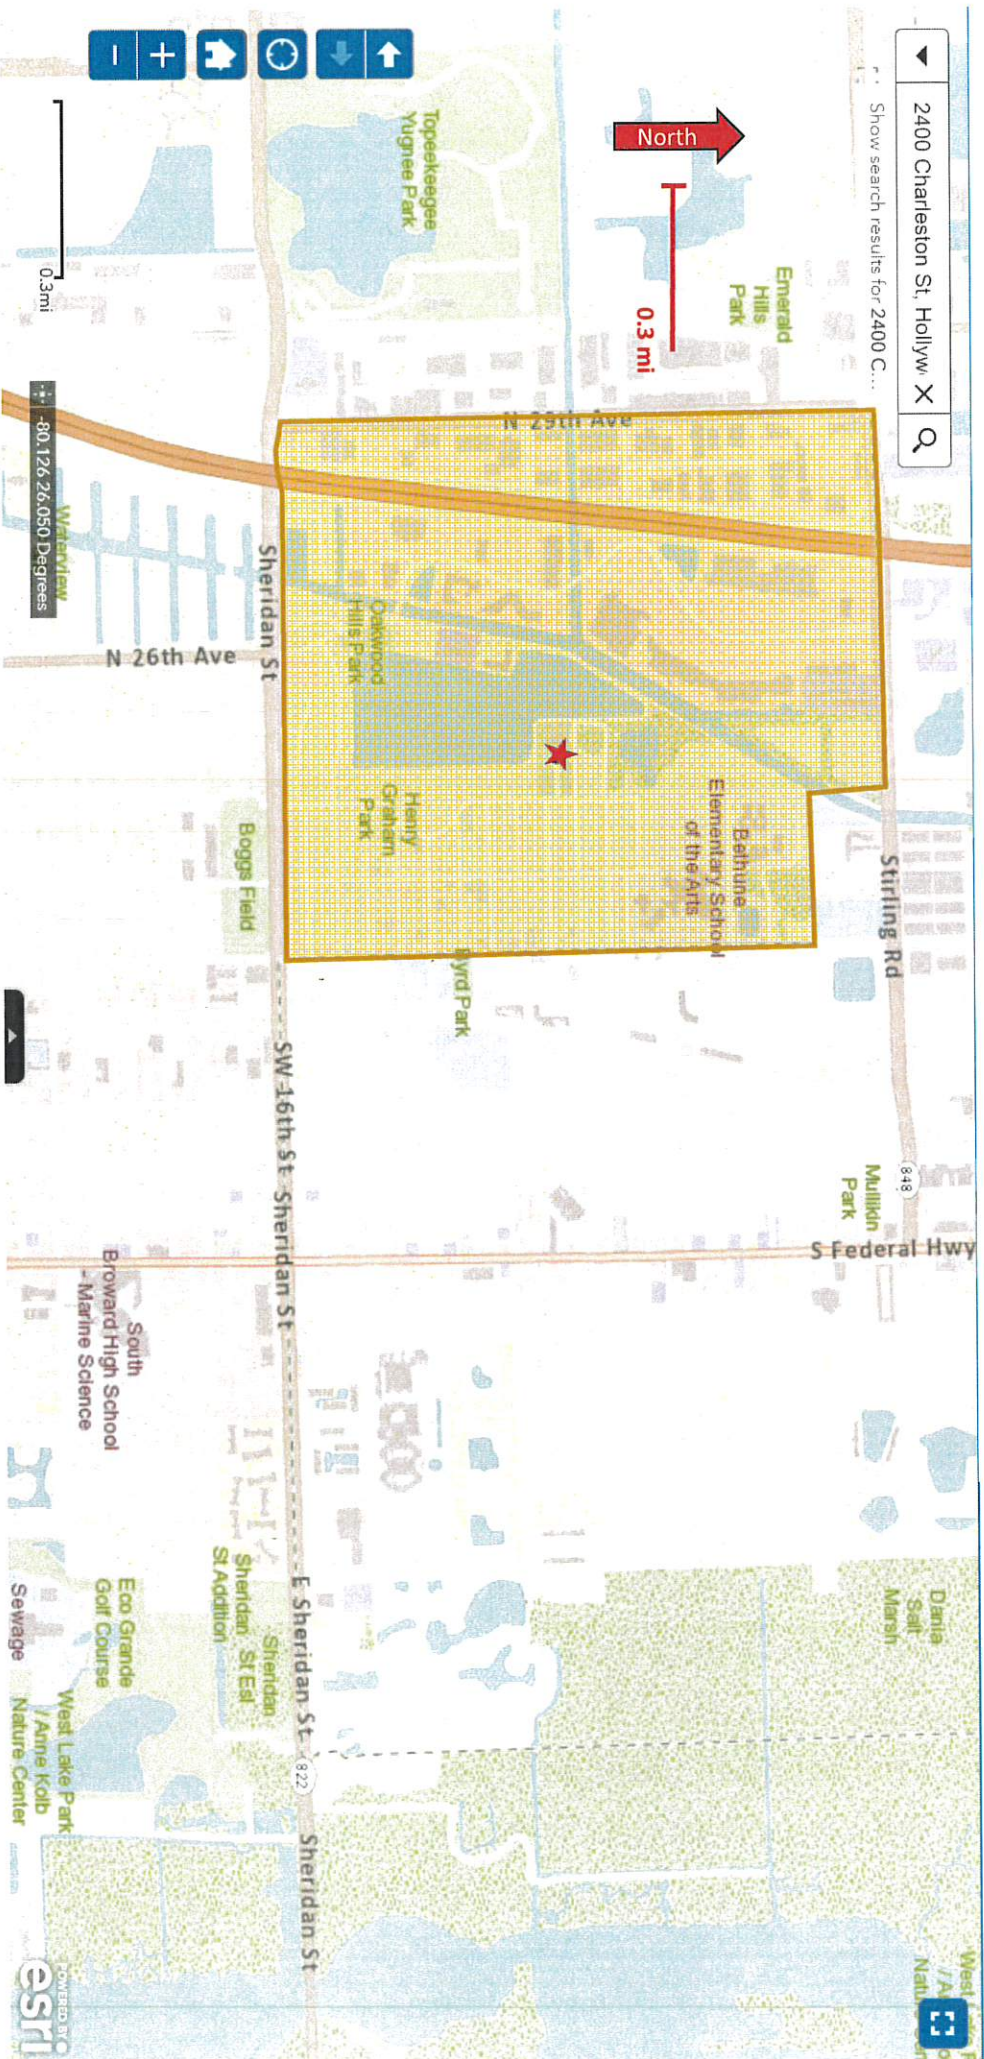 2400 Charleston St, Hollyw
X
Show search results for 2400 C...
North
0.3 mi
Emerald
Hills
Park
Topeekeegee
Yugnee Park
0.3mi
-80.126 26.050 Degrees
N 29th Ave
Waterview
N 26th Ave
Sheridan St
Oakwood
Hills Park
Henry
Graham
Park
Bethune
Elementary School
of the Arts
Boggs Field
Byrd Park
Stirling Rd
848
Mullikin
Park
S Federal Hwy
SW 16th St
Sheridan St
South
Broward High School
- Marine Science
E Sheridan St
Dania
Salt
Marsh
Sheridan
Sheridan St Est
St Addition
Eco Grande
Golf Course
Sewage
West Lake Park
/ Anne Kolb
Nature Center
822
Sheridan St
POWERED BY
esri